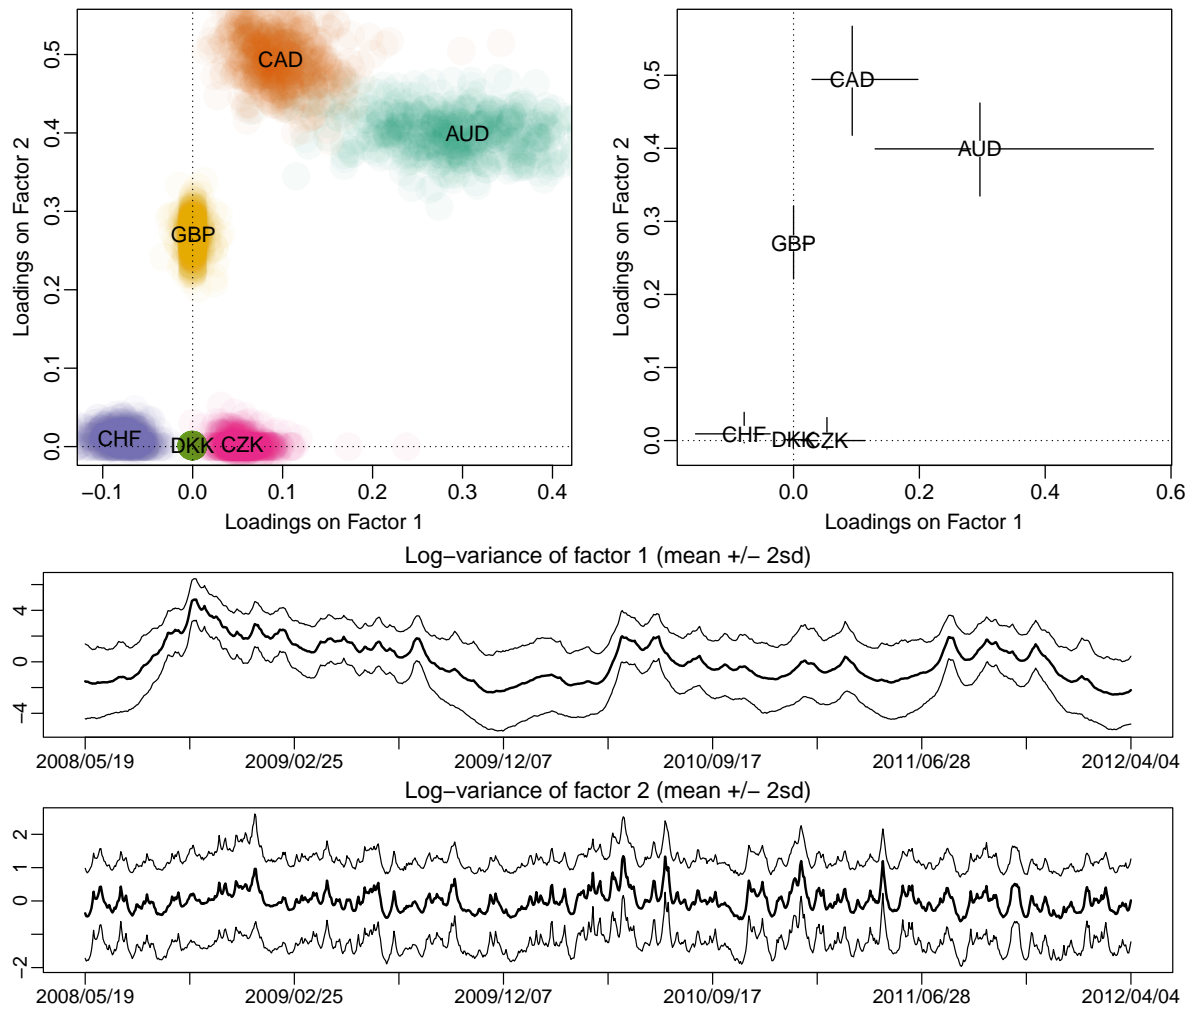 CAD
AUD
GBP
CHF
DKK
CZK
0.0 0.1 0.2 0.3 0.4 0.5
Loadings on Factor 2
−0.1 0.0 0.1 0.2 0.3 0.4
Loadings on Factor 1
CAD
AUD
GBP
CHF
DKK
CZK
0.0 0.1 0.2 0.3 0.4 0.5
Loadings on Factor 2
0.0 0.2 0.4 0.6
Loadings on Factor 1
Log−variance of factor 1 (mean +/− 2sd)
−4 0 4
2008/05/19 2009/02/25 2009/12/07 2010/09/17 2011/06/28 2012/04/04
Log−variance of factor 2 (mean +/− 2sd)
−2 0 1 2
2008/05/19 2009/02/25 2009/12/07 2010/09/17 2011/06/28 2012/04/04